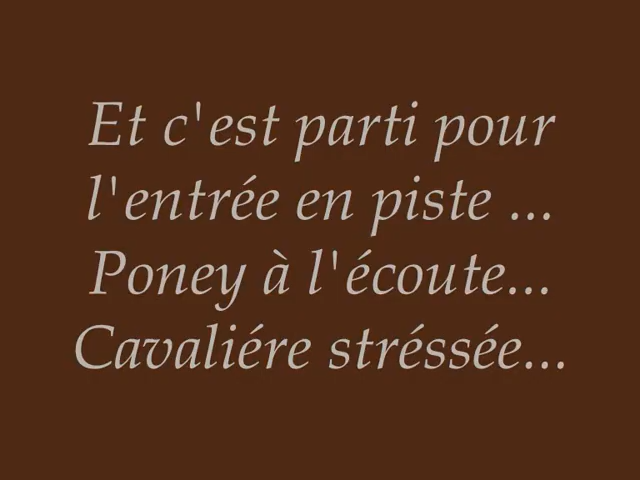 Et c'est parti pour
l'entrée en piste ...
Poney à l'écoute...
Cavaliére stréssée...